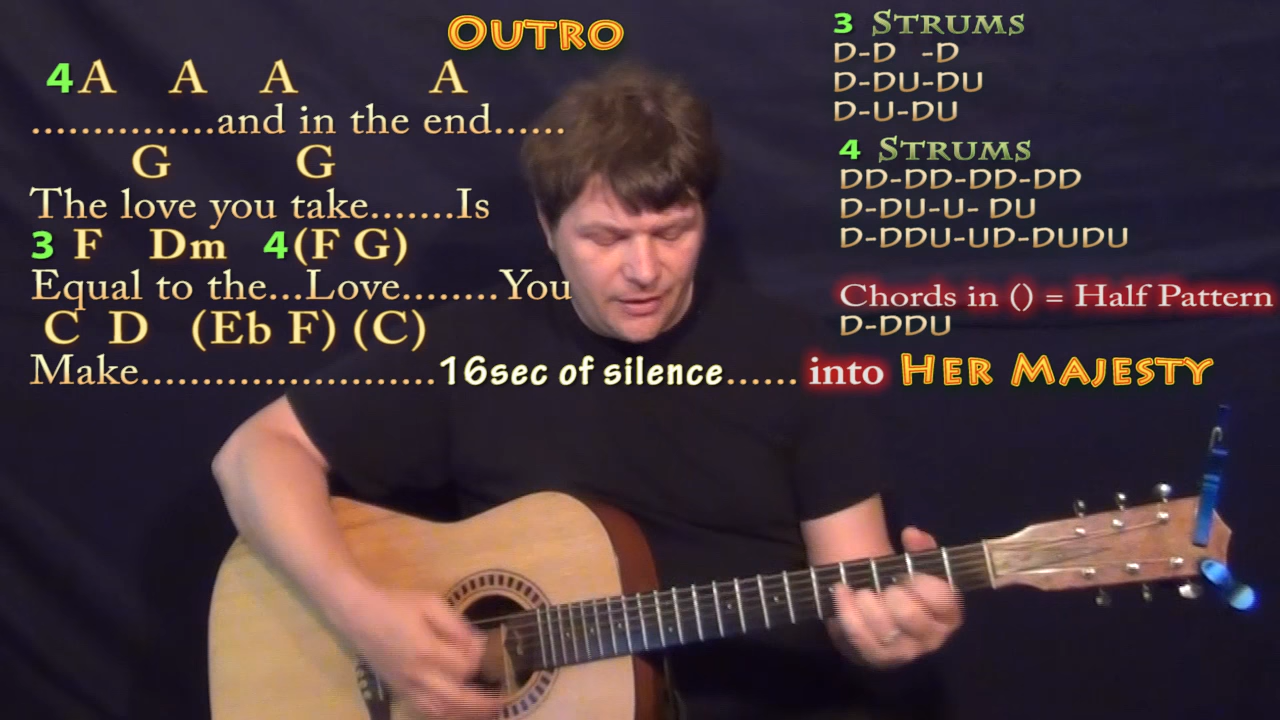 OUTRO
4A A A A
...............and in the end......
G G
The love you take.......Is
3 F Dm 4(F G)
Equal to the...Love........You
C D (Eb F) (C)
Make........................16sec of silence...... into HER MAJESTY
3 STRUMS
D-D -D
D-DU-DU
D-U-DU
4 STRUMS
DD-DD-DD-DD
D-DU-U- DU
D-DDU-UD-DUDU
Chords in () = Half Pattern
D-DDU